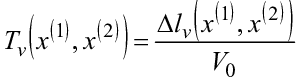 T_v(x^(1), x^(2)) = Δl_v(x^(1), x^(2)) / V_0